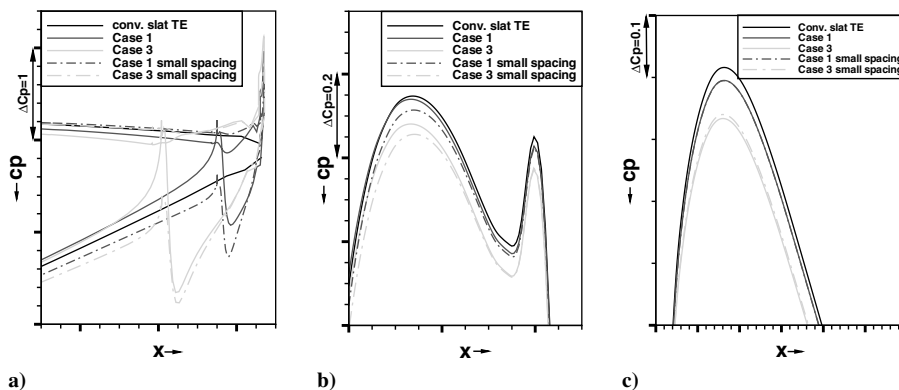 conv. slat TE
Case 1
Case 3
Case 1 small spacing
Case 3 small spacing
ΔCp=1
cp
x
a)
Conv. slat TE
Case 1
Case 3
Case 1 small spacing
Case 3 small spacing
ΔCp=0.2
cp
x
b)
Conv. slat TE
Case 1
Case 3
Case 1 small spacing
Case 3 small spacing
ΔCp=0.1
cp
x
c)